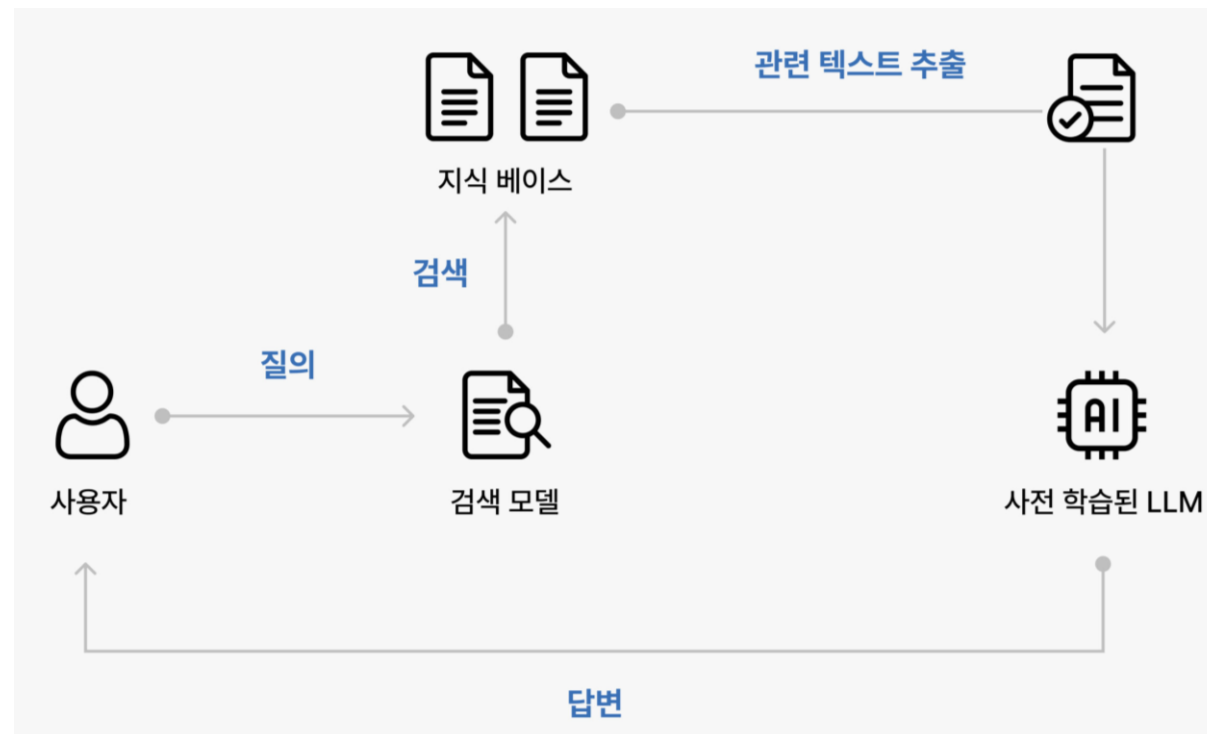 관련 텍스트 추출
지식 베이스
검색
질의
AI
사용자
검색 모델
사전 학습된 LLM
답변